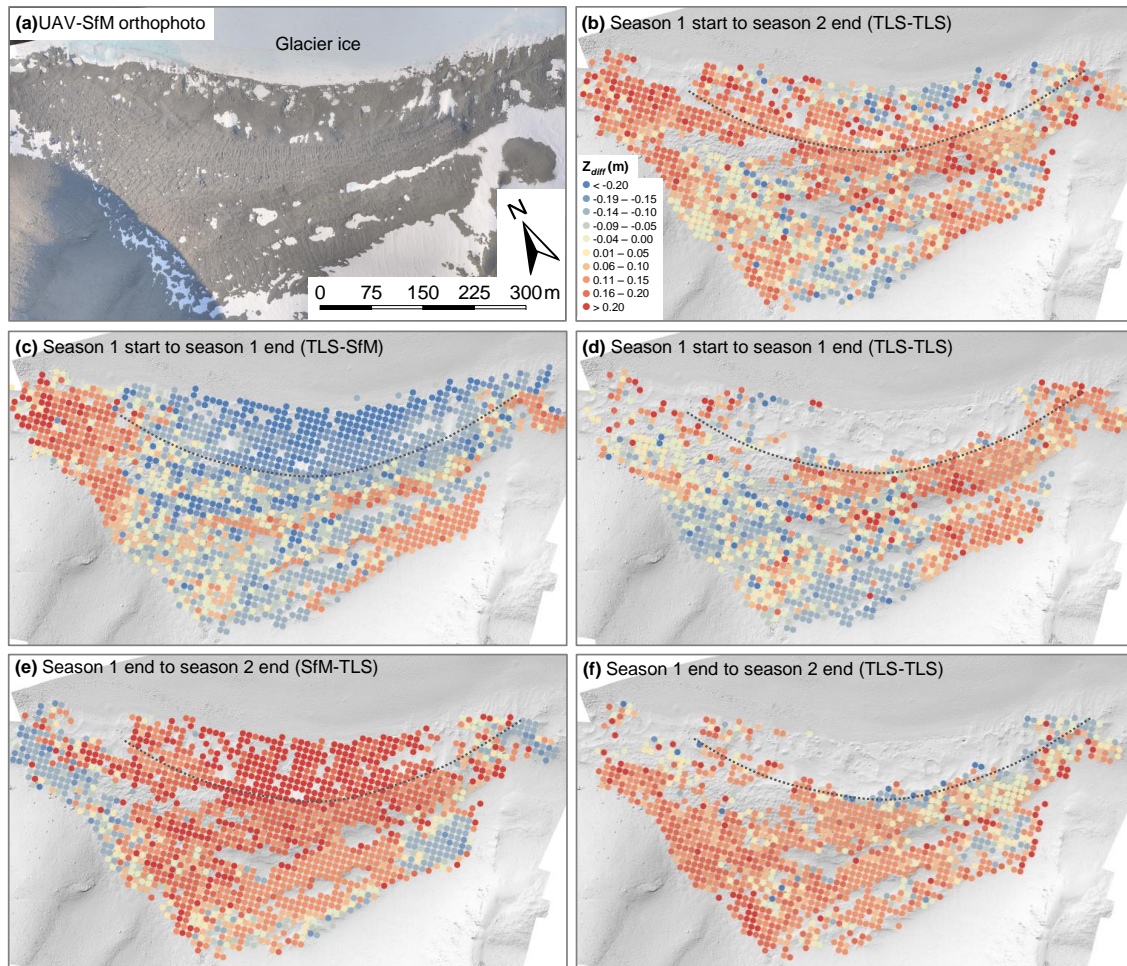 (a)UAV-SfM orthophoto
Glacier ice
N
0 75 150 225 300 m
(b) Season 1 start to season 2 end (TLS-TLS)
Zdiff (m)
< -0.20
-0.19 – -0.15
-0.14 – -0.10
-0.09 – -0.05
-0.04 – 0.00
0.01 – 0.05
0.06 – 0.10
0.11 – 0.15
0.16 – 0.20
> 0.20
(c) Season 1 start to season 1 end (TLS-SfM)
(d) Season 1 start to season 1 end (TLS-TLS)
(e) Season 1 end to season 2 end (SfM-TLS)
(f) Season 1 end to season 2 end (TLS-TLS)